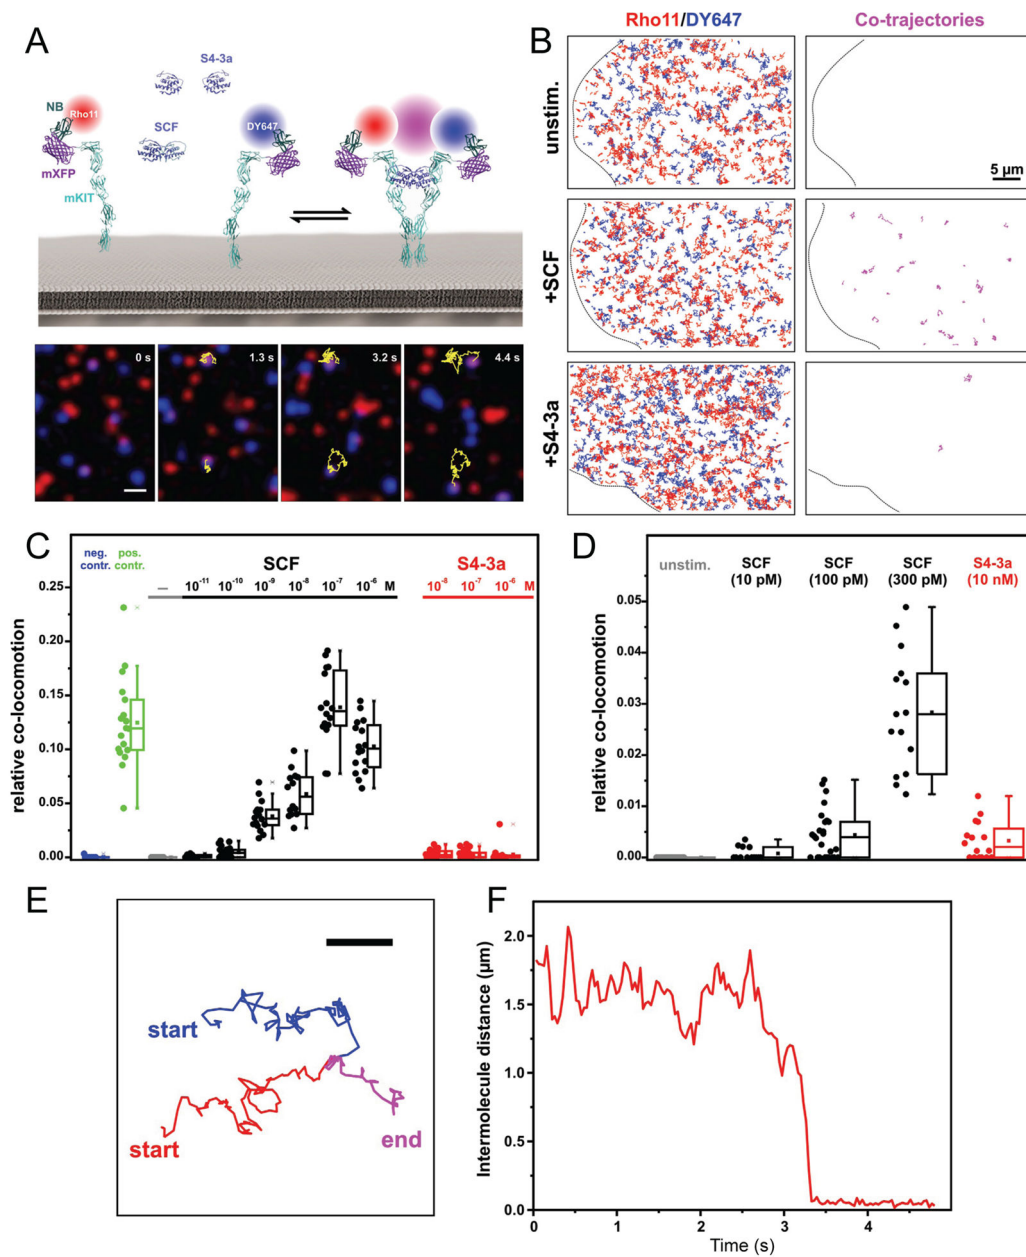 A
S4-3a
NB
Rho11
SCF
DY647
mXFP
mKIT
0 s
1.3 s
3.2 s
4.4 s
B
Rho11/DY647
Co-trajectories
unstim.
5 µm
+SCF
+S4-3a
C
neg. contr.
pos. contr.
SCF
S4-3a
–
10⁻¹¹ 10⁻¹⁰ 10⁻⁹ 10⁻⁸ 10⁻⁷ 10⁻⁶ M
10⁻⁸ 10⁻⁷ 10⁻⁶ M
relative co-locomotion
0.25
0.20
0.15
0.10
0.05
0.00
D
unstim.
SCF
(10 pM)
SCF
(100 pM)
SCF
(300 pM)
S4-3a
(10 nM)
relative co-locomotion
0.05
0.04
0.03
0.02
0.01
0.00
E
start
start
end
F
Intermolecule distance (µm)
2.0
1.5
1.0
0.5
0.0
0 1 2 3 4
Time (s)